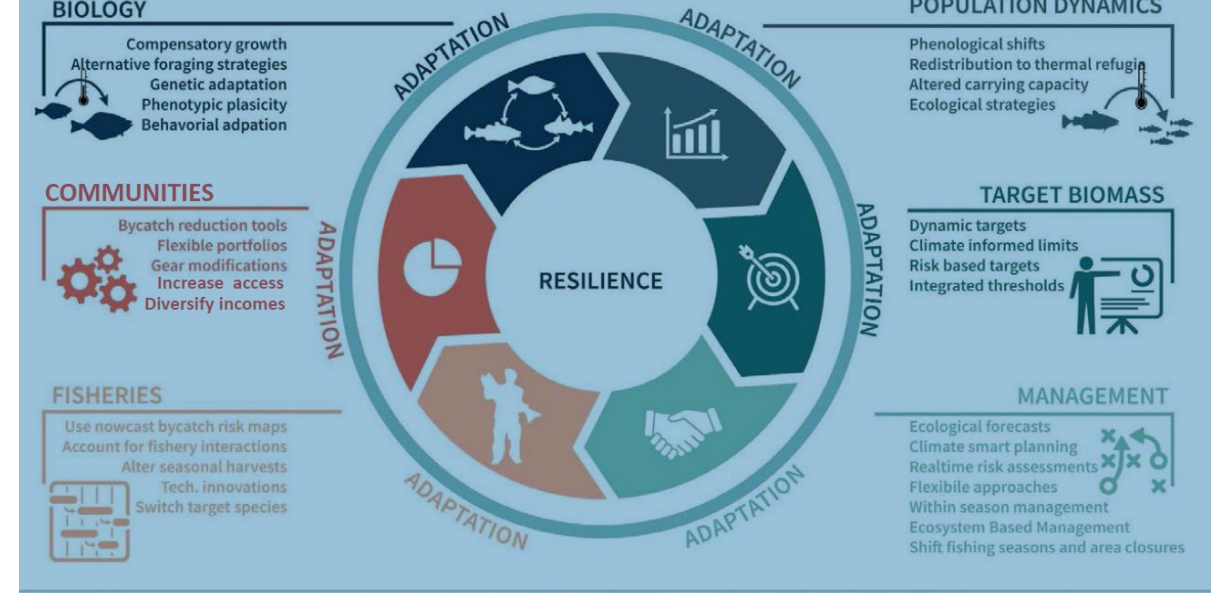 BIOLOGY
Compensatory growth
Alternative foraging strategies
Genetic adaptation
Phenotypic plasicity
Behavorial adpation
COMMUNITIES
Bycatch reduction tools
Flexible portfolios
Gear modifications
Increase access
Diversify incomes
FISHERIES
Use nowcast bycatch risk maps
Account for fishery interactions
Alter seasonal harvests
Tech. innovations
Switch target species
ADAPTATION
ADAPTATION
ADAPTATION
ADAPTATION
ADAPTATION
ADAPTATION
RESILIENCE
POPULATION DYNAMICS
Phenological shifts
Redistribution to thermal refugia
Altered carrying capacity
Ecological strategies
TARGET BIOMASS
Dynamic targets
Climate informed limits
Risk based targets
Integrated thresholds
MANAGEMENT
Ecological forecasts
Climate smart planning
Realtime risk assessments
Flexibile approaches
Within season management
Ecosystem Based Management
Shift fishing seasons and area closures